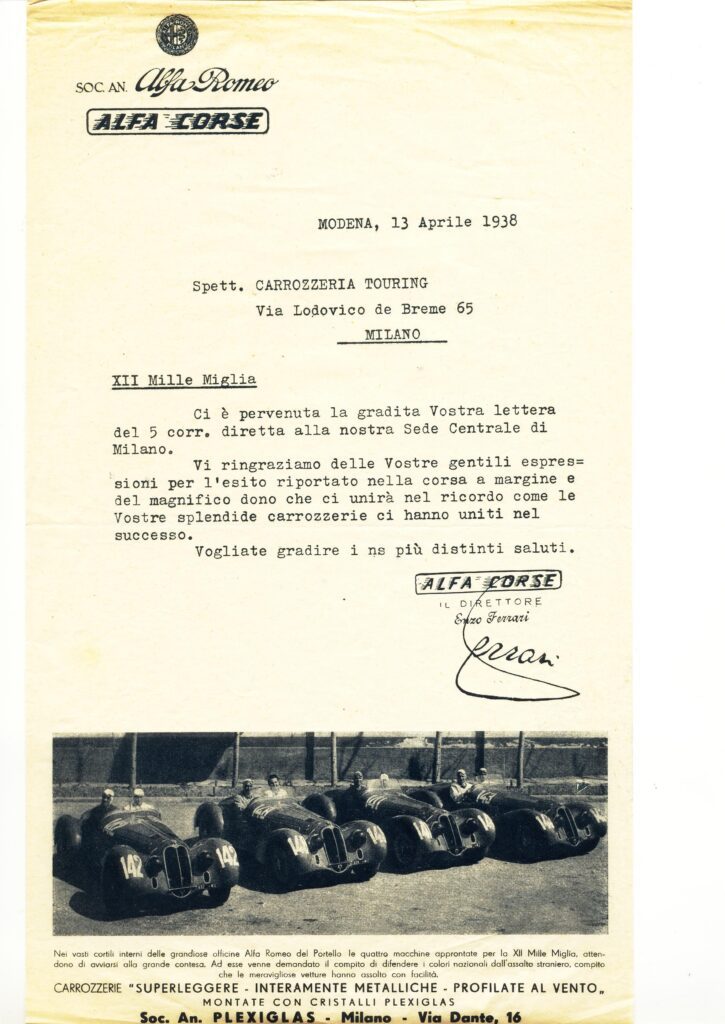 SOC. AN. Alfa Romeo
ALFA CORSE
MODENA, 13 Aprile 1938
Spett. CARROZZERIA TOURING
Via Lodovico de Breme 65
MILANO
XII Mille Miglia
Ci è pervenuta la gradita Vostra lettera
del 5 corr. diretta alla nostra Sede Centrale di
Milano.
Vi ringraziamo delle Vostre gentili espres=
sioni per l'esito riportato nella corsa a margine e
del magnifico dono che ci unirà nel ricordo come le
Vostre splendide carrozzerie ci hanno uniti nel
successo.
Vogliate gradire i ns più distinti saluti.
ALFA CORSE
IL DIRETTORE
Enzo Ferrari
Ferrari
142 142 141
Nei vasti cortili interni delle grandiose officine Alfa Romeo del Portello le quattro macchine approntate per la XII Mille Miglia, atten-
dono di avviarsi alla grande contesa. Ad esse venne demandato il compito di difendere i colori nazionali dall'assalto straniero, compito
che le meravigliose vetture hanno assolto con facilità.
CARROZZERIE "SUPERLEGGERE - INTERAMENTE METALLICHE - PROFILATE AL VENTO„
MONTATE CON CRISTALLI PLEXIGLAS
Soc. An. PLEXIGLAS - Milano - Via Dante, 16